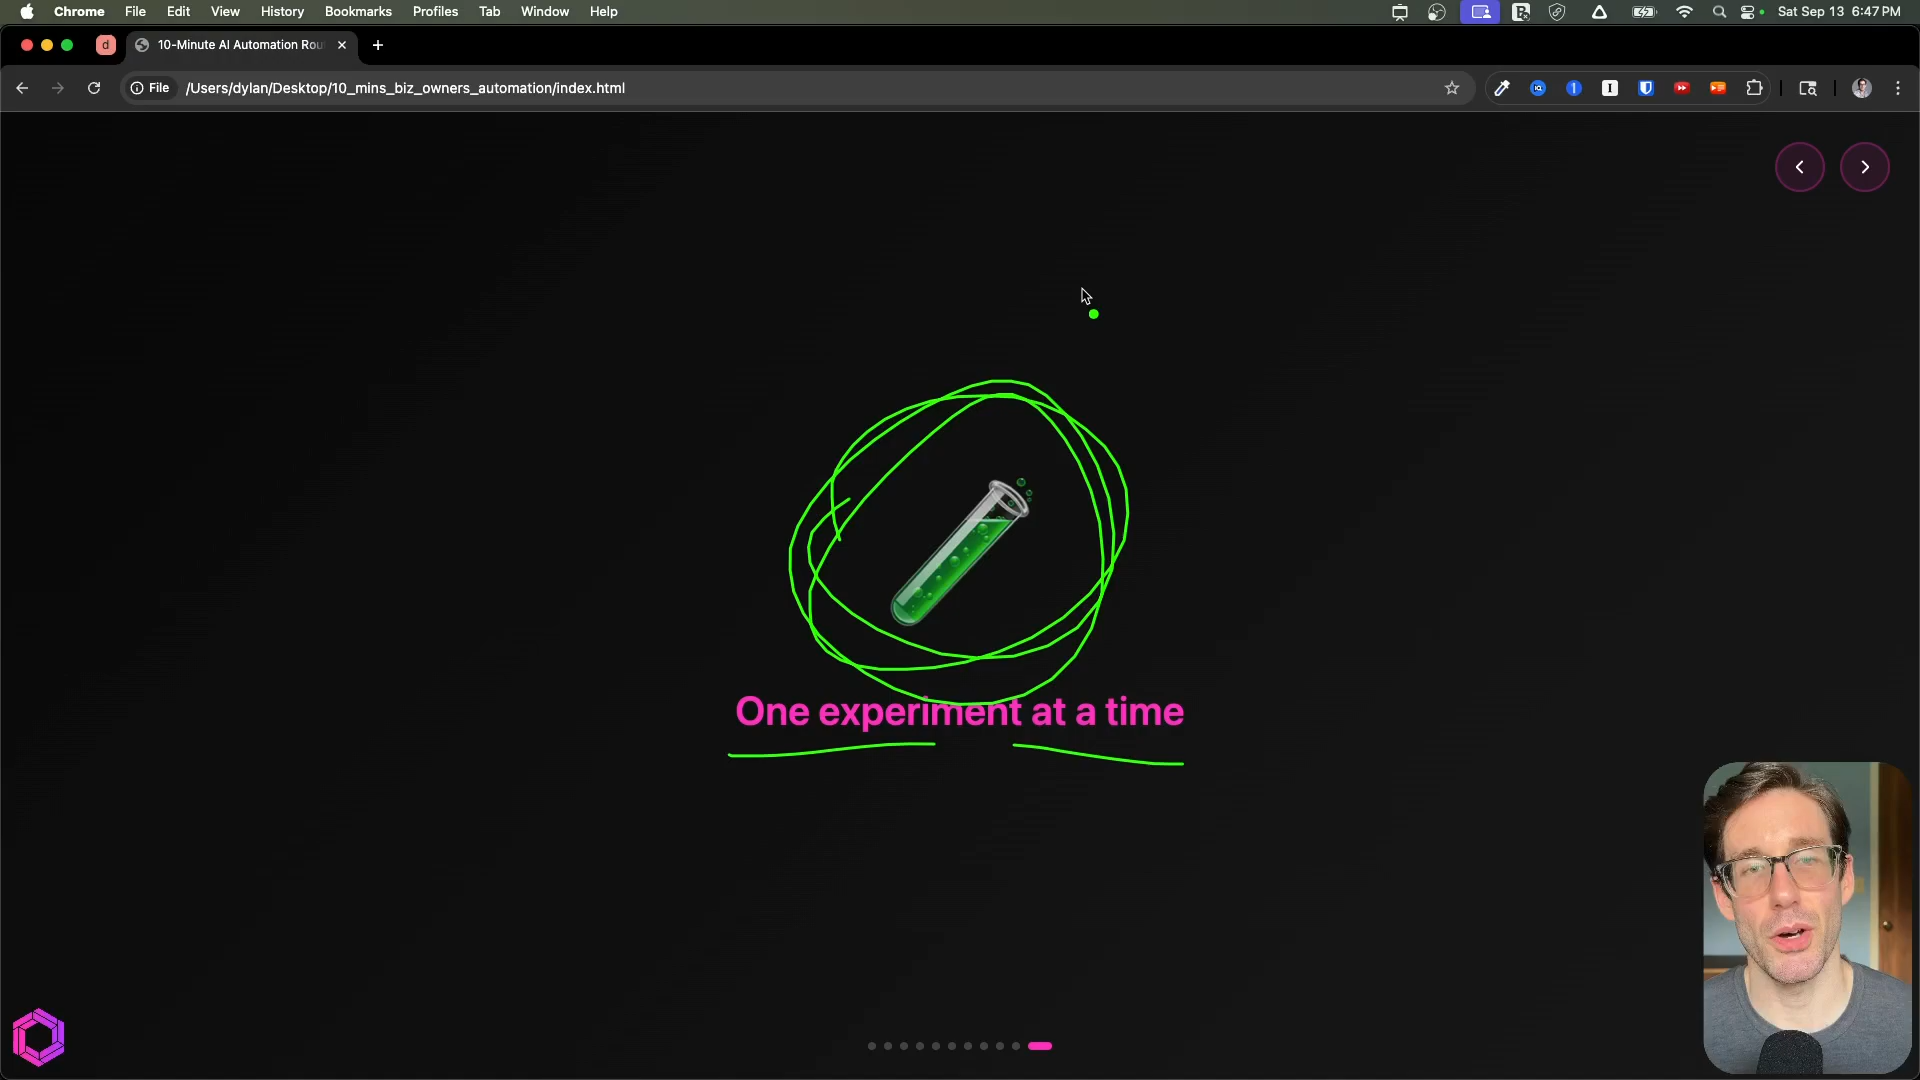 Chrome File Edit View History Bookmarks Profiles Tab Window Help Sat Sep 13 6:47 PM
d 10-Minute AI Automation Rou
File /Users/dylan/Desktop/10_mins_biz_owners_automation/index.html
One experiment at a time